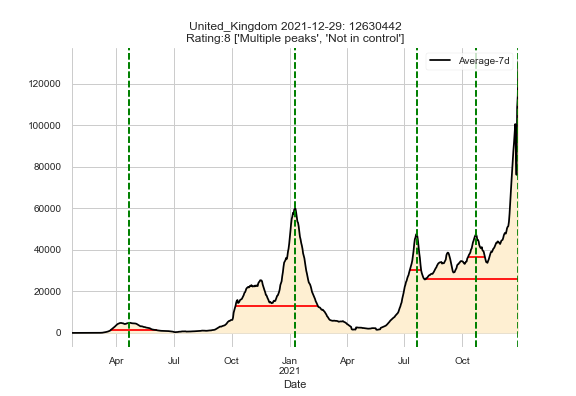 United_Kingdom 2021-12-29: 12630442
Rating:8 ['Multiple peaks', 'Not in control']
Average-7d
120000
100000
80000
60000
40000
20000
0
Apr Jul Oct Jan Apr Jul Oct
2021
Date